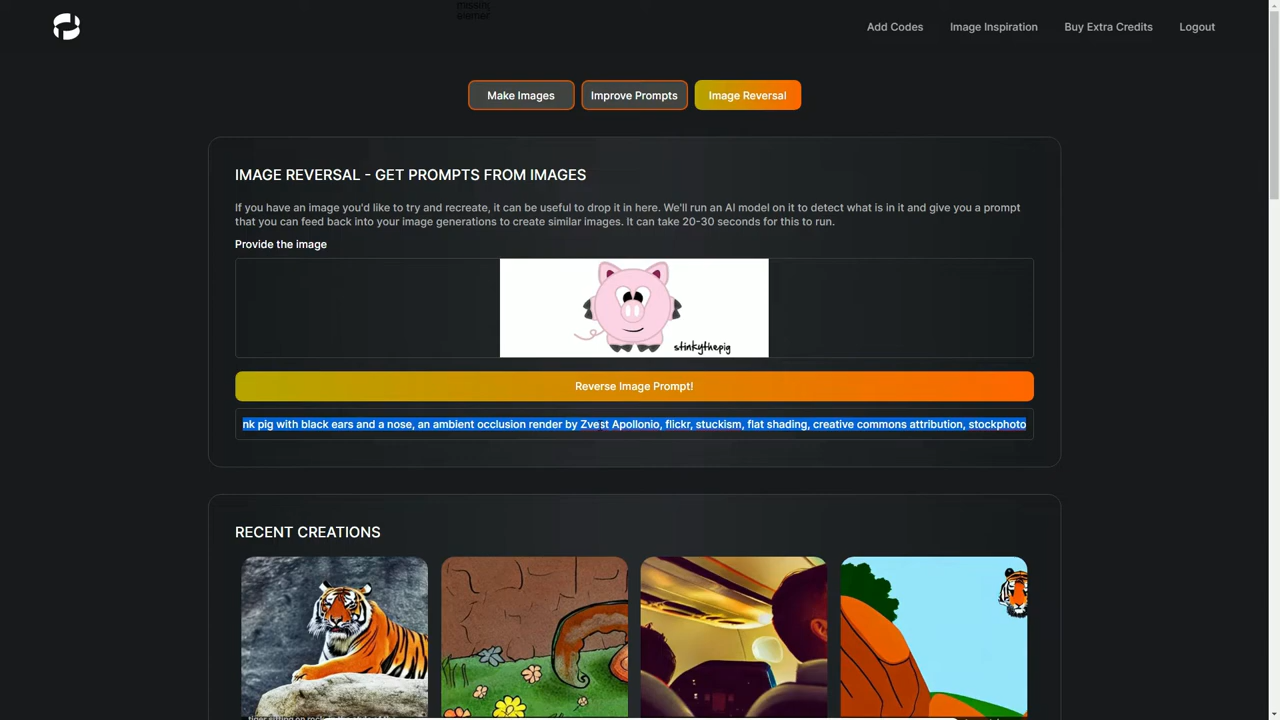 missing
element
Add Codes
Image Inspiration
Buy Extra Credits
Logout
Make Images
Improve Prompts
Image Reversal
IMAGE REVERSAL - GET PROMPTS FROM IMAGES
If you have an image you'd like to try and recreate, it can be useful to drop it in here. We'll run an AI model on it to detect what is in it and give you a prompt
that you can feed back into your image generations to create similar images. It can take 20-30 seconds for this to run.
Provide the image
stinkythepig
Reverse Image Prompt!
nk pig with black ears and a nose, an ambient occlusion render by Zvest Apollonio, flickr, stuckism, flat shading, creative commons attribution, stockphoto
RECENT CREATIONS